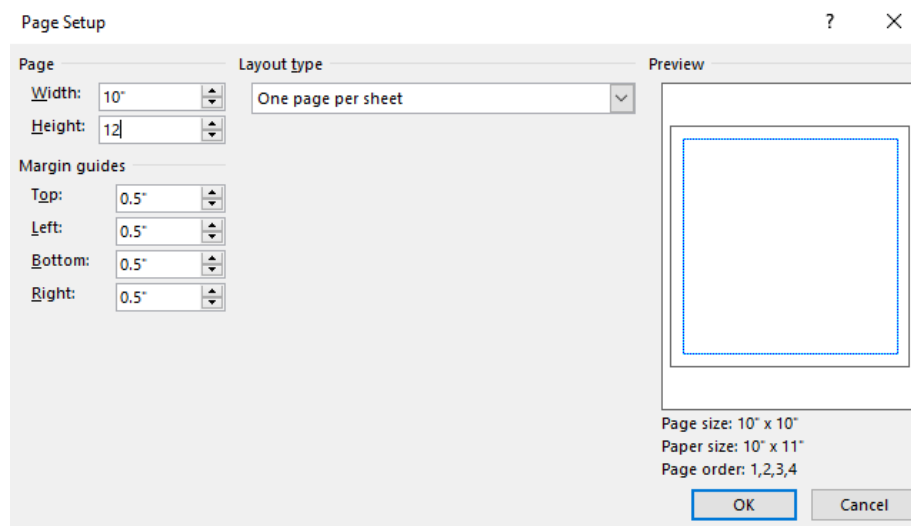 Page Setup ? ×
Page
Width: 10"
Height: 12
Margin guides
Top: 0.5"
Left: 0.5"
Bottom: 0.5"
Right: 0.5"
Layout type
One page per sheet
Preview
Page size: 10" x 10"
Paper size: 10" x 11"
Page order: 1,2,3,4
OK Cancel